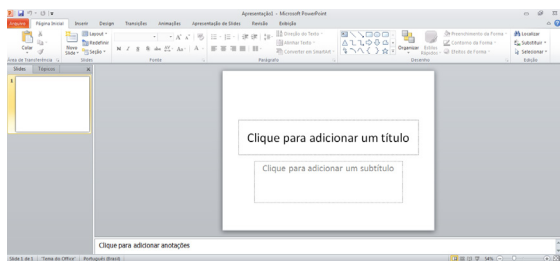 Apresentação1 - Microsoft PowerPoint
Arquivo Página Inicial Inserir Design Transições Animações Apresentação de Slides Revisão Exibição
Colar
Novo Slide
Layout
Redefinir
Seção
Direção do Texto
Alinhar Texto
Converter em SmartArt
Organizar
Estilos Rápidos
Preenchimento da Forma
Contorno da Forma
Efeitos de Forma
Localizar
Substituir
Selecionar
Área de Transferência Slides Fonte Parágrafo Desenho Edição
Slides Tópicos
1
Clique para adicionar um título
Clique para adicionar um subtítulo
Clique para adicionar anotações
Slide 1 de 1 "Tema do Office" Português (Brasil) 54%